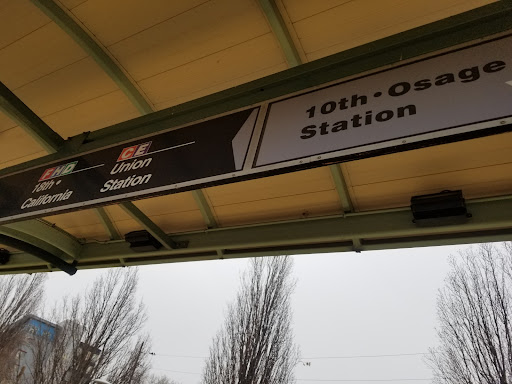 F H D
18th •
California
C E
Union
Station
10th • Osage
Station